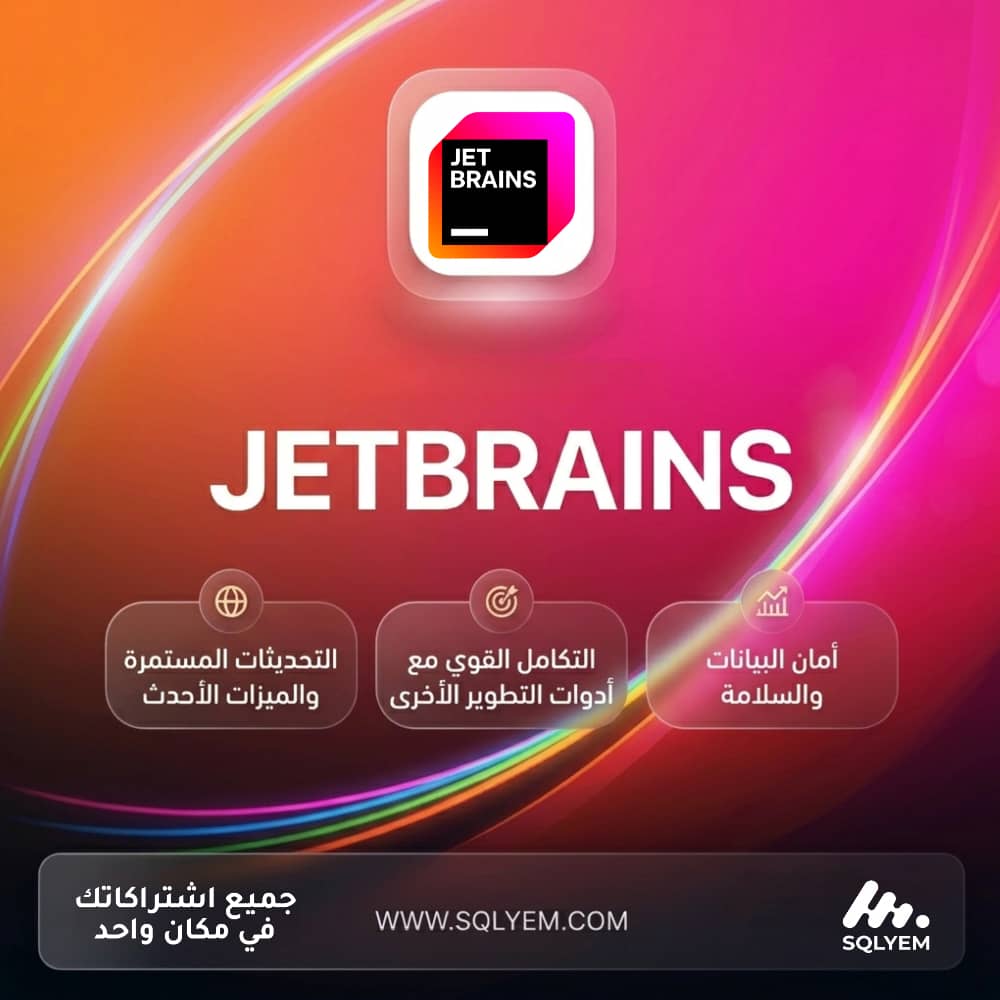 JET
BRAINS
JETBRAINS
أمان البيانات
والسلامة
التكامل القوي مع
أدوات التطوير الأخرى
التحديثات المستمرة
والميزات الأحدث
جميع اشتراكاتك
في مكان واحد
WWW.SQLYEM.COM
SQLYEM